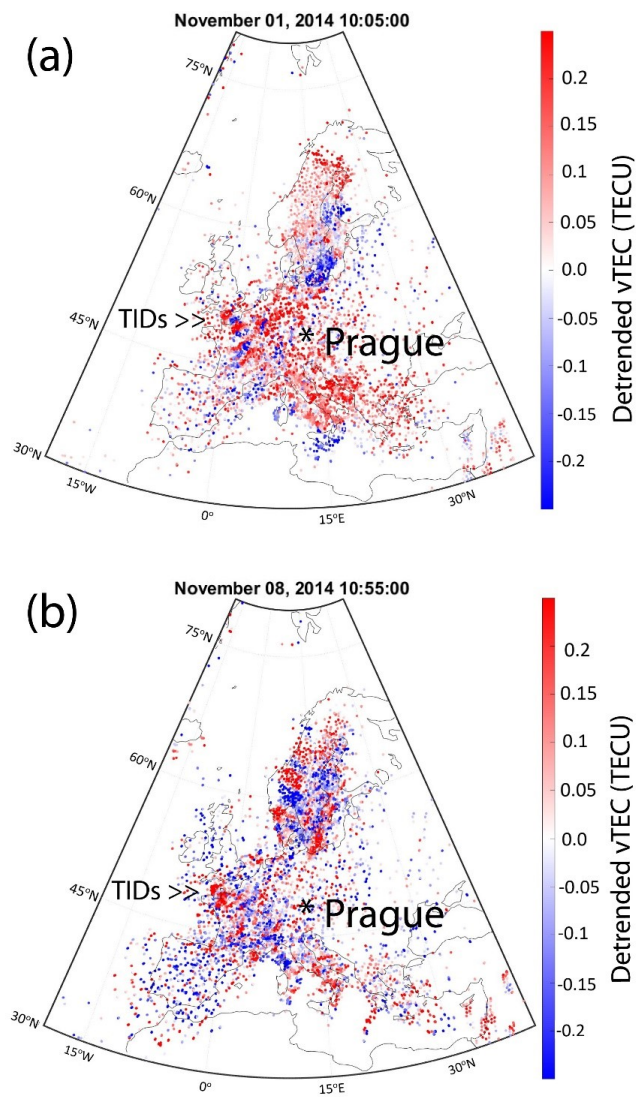 November 01, 2014 10:05:00
(a)
75°N
60°N
45°N
30°N
15°W
0°
15°E
30°N
TIDs >>
* Prague
0.2
0.15
0.1
0.05
0.0
-0.05
-0.1
-0.15
-0.2
Detrended vTEC (TECU)
November 08, 2014 10:55:00
(b)
75°N
60°N
45°N
30°N
15°W
0°
15°E
30°N
TIDs >>
* Prague
0.2
0.15
0.1
0.05
0.0
-0.05
-0.1
-0.15
-0.2
Detrended vTEC (TECU)